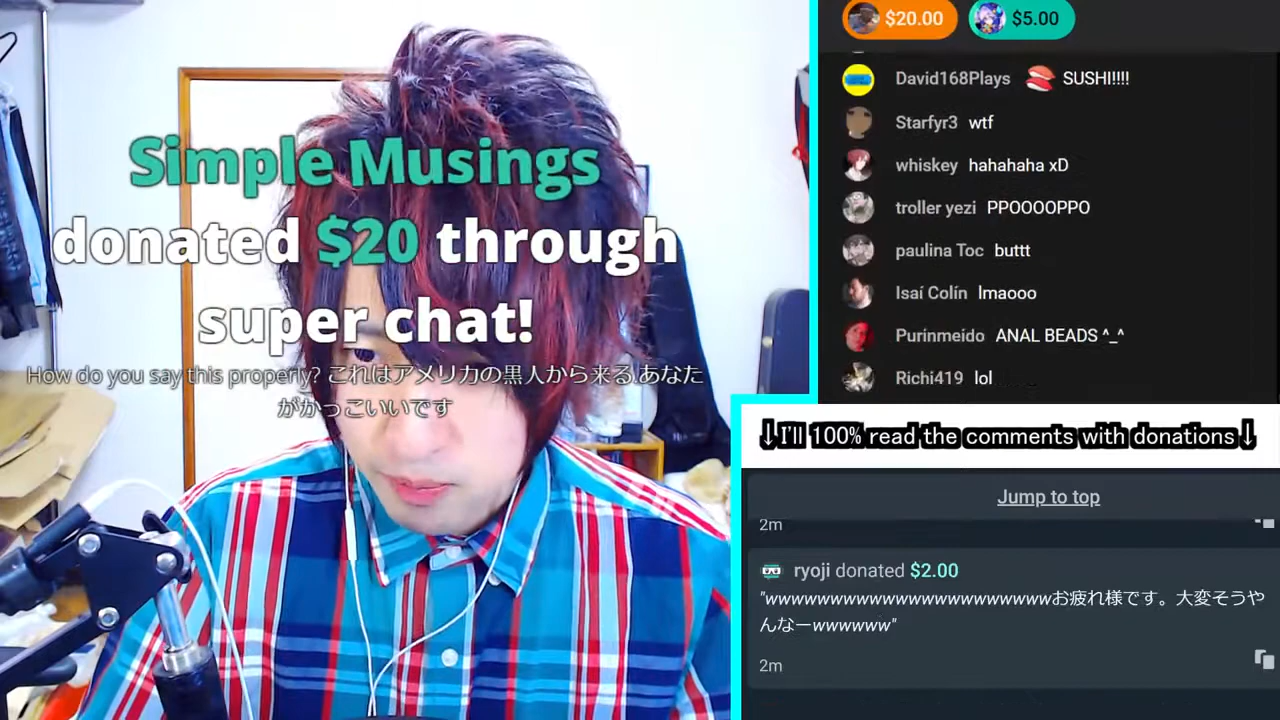 Simple Musings
donated $20 through
super chat!
How do you say this properly? これはアメリカの黒人から来る,あなた
がかっこいいです
$20.00 $5.00
David168Plays 🍣 SUSHI!!!!
Starfyr3 wtf
whiskey hahahaha xD
troller yezi PPOOOOPPO
paulina Toc buttt
Isaí Colín lmaooo
Purinmeido ANAL BEADS ^_^
Richi419 lol
↓I'll 100% read the comments with donations↓
Jump to top
2m
ryoji donated $2.00
"wwwwwwwwwwwwwwwwwwwwwwお疲れ様です。大変そうや
んなーwwwwww"
2m